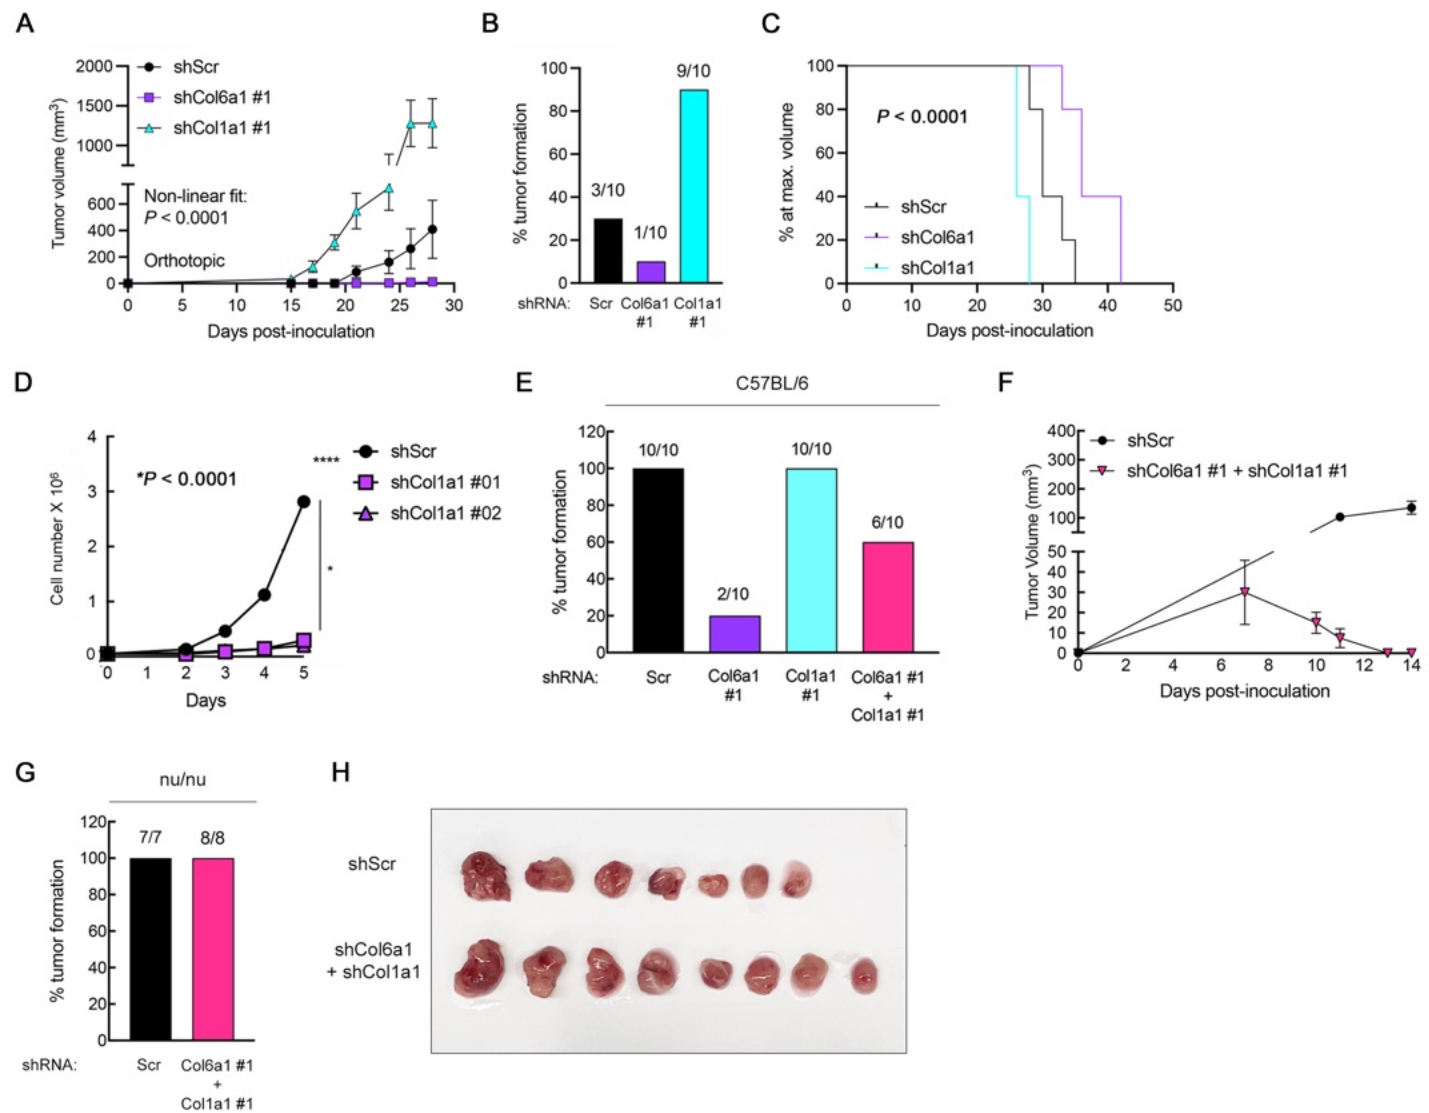 A
2000
1500
1000
600
400
200
0
Tumor volume (mm³)
shScr
shCol6a1 #1
shCol1a1 #1
Non-linear fit:
P < 0.0001
Orthotopic
0 5 10 15 20 25 30
Days post-inoculation
B
100
80
60
40
20
0
% tumor formation
3/10
1/10
9/10
shRNA: Scr Col6a1 Col1a1
#1 #1
C
100
80
60
40
20
0
% at max. volume
P < 0.0001
shScr
shCol6a1
shCol1a1
0 10 20 30 40 50
Days post-inoculation
D
4
3
2
1
0
Cell number X 10⁶
*P < 0.0001
****
*
shScr
shCol1a1 #01
shCol1a1 #02
0 1 2 3 4 5
Days
E
C57BL/6
120
100
80
60
40
20
0
% tumor formation
10/10
2/10
10/10
6/10
shRNA: Scr Col6a1 Col1a1 Col6a1 #1
#1 #1 +
Col1a1 #1
F
400
300
200
100
50
40
30
20
10
0
Tumor Volume (mm³)
shScr
shCol6a1 #1 + shCol1a1 #1
0 2 4 6 8 10 12 14
Days post-inoculation
G
nu/nu
120
100
80
60
40
20
0
% tumor formation
7/7 8/8
shRNA: Scr Col6a1 #1
+
Col1a1 #1
H
shScr
shCol6a1
+ shCol1a1